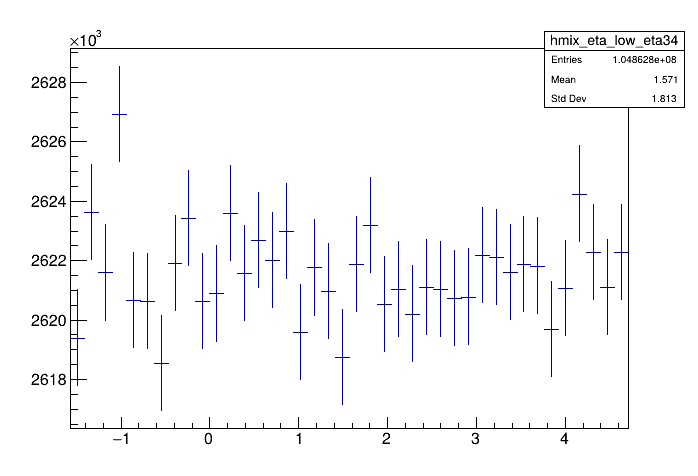 ×10³
hmix_eta_low_eta34
Entries 1.048628e+08
Mean 1.571
Std Dev 1.813
2628
2626
2624
2622
2620
2618
−1 0 1 2 3 4